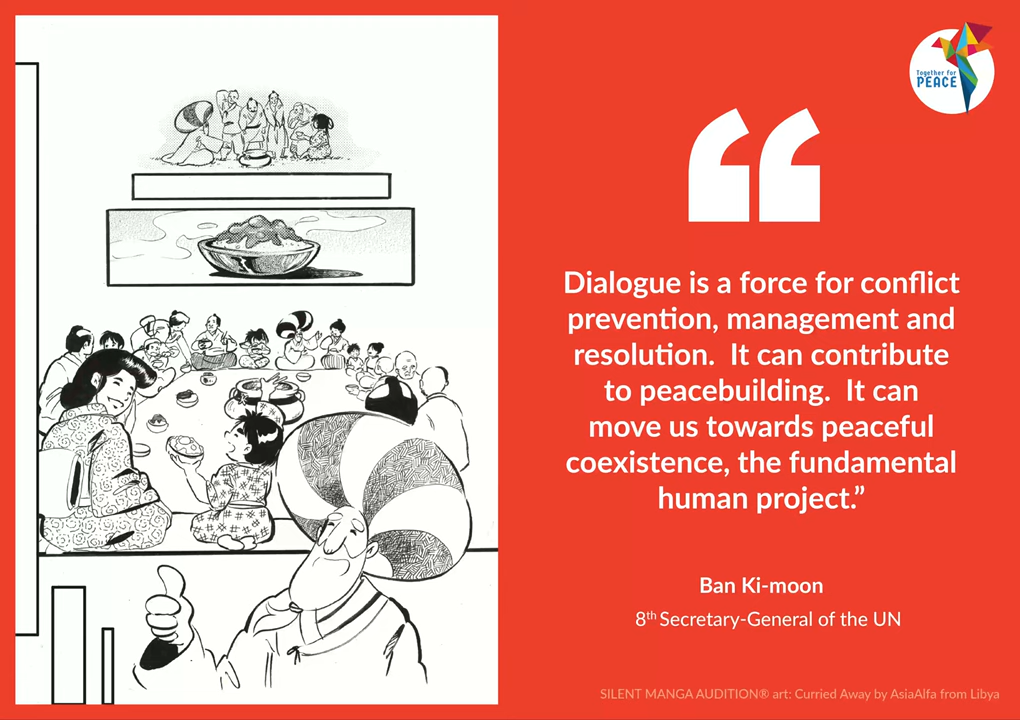 Together for
PEACE
“
Dialogue is a force for conflict
prevention, management and
resolution.  It can contribute
to peacebuilding.  It can
move us towards peaceful
coexistence, the fundamental
human project.”
Ban Ki-moon
8th Secretary-General of the UN
SILENT MANGA AUDITION® art: Curried Away by AsiaAlfa from Libya